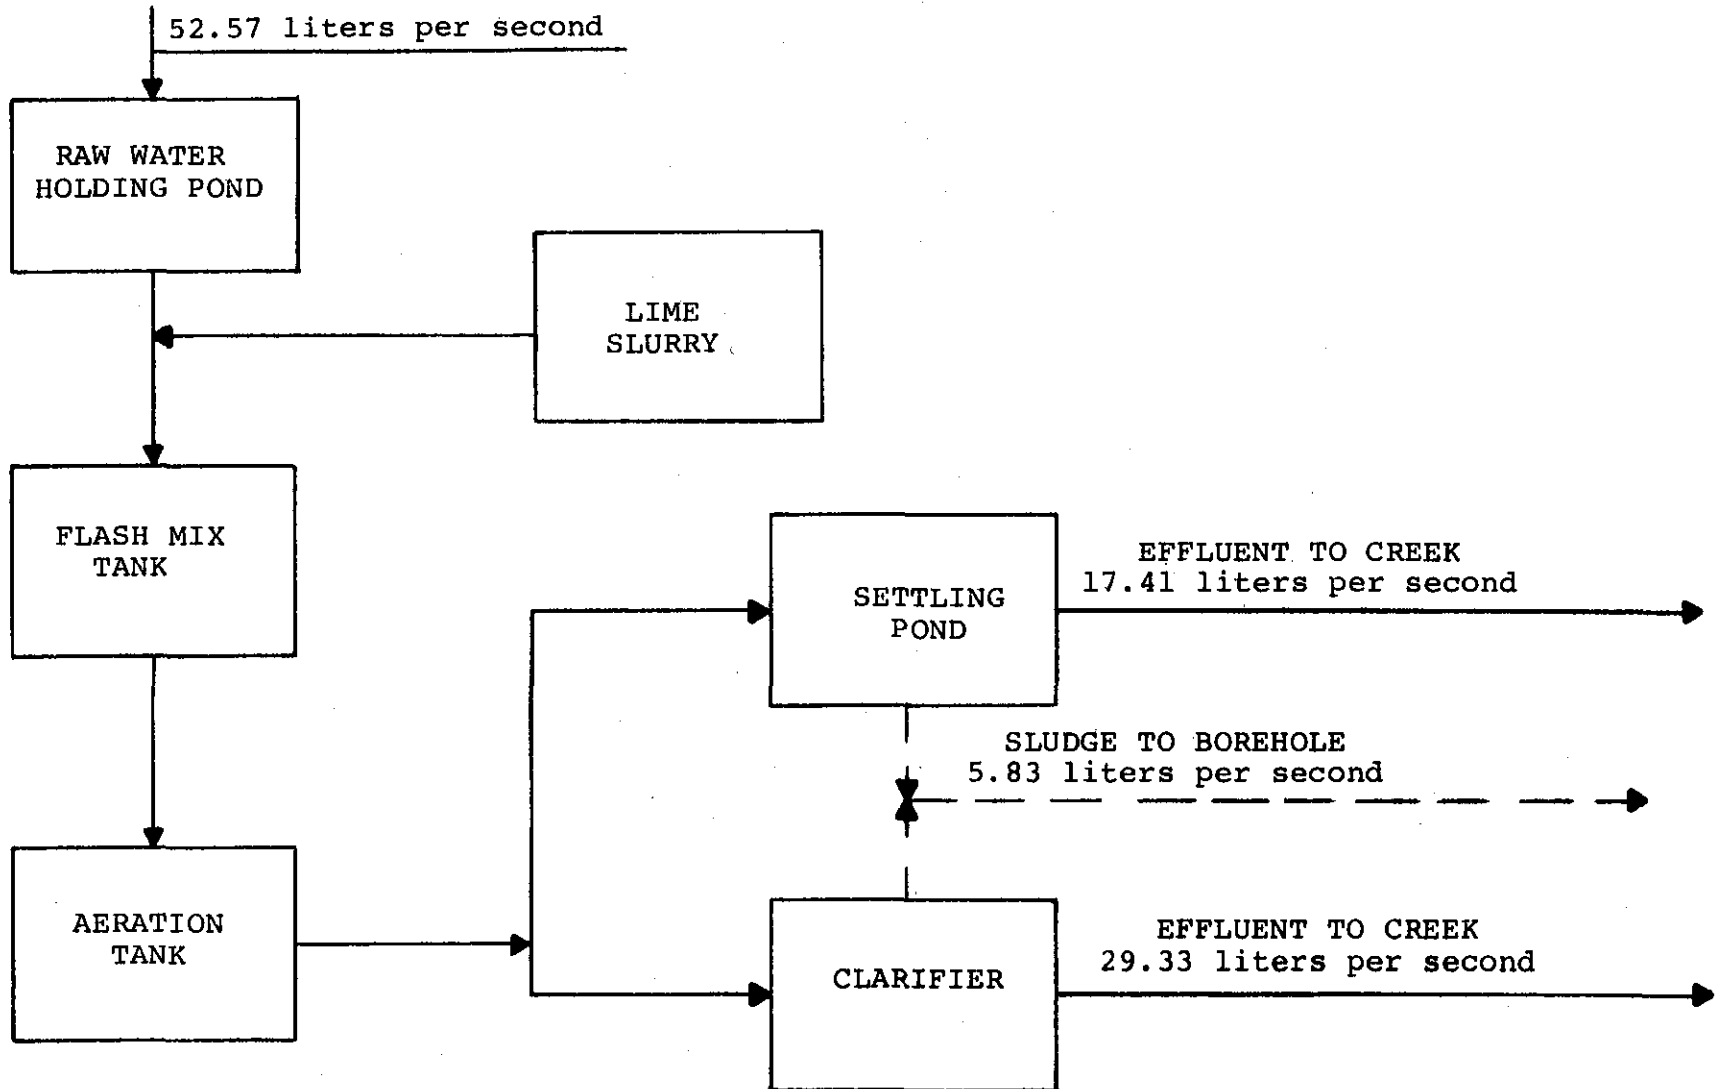 52.57 liters per second
RAW WATER
HOLDING POND
LIME
SLURRY
FLASH MIX
TANK
EFFLUENT TO CREEK
17.41 liters per second
SETTLING
POND
SLUDGE TO BOREHOLE
5.83 liters per second
AERATION
TANK
EFFLUENT TO CREEK
29.33 liters per second
CLARIFIER